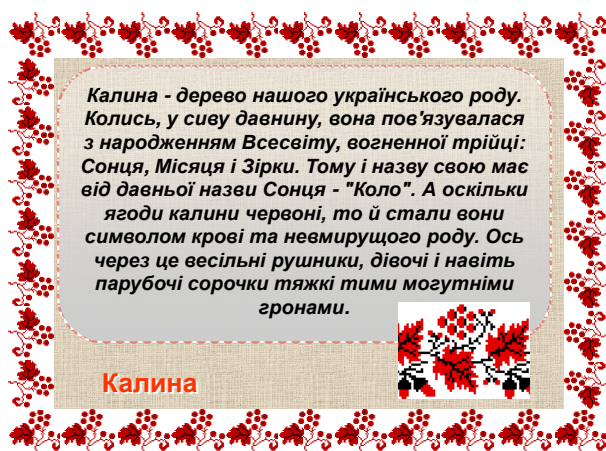 Калина - дерево нашого українського роду.
Колись, у сиву давнину, вона пов'язувалася
з народженням Всесвіту, вогненної трійці:
Сонця, Місяця і Зірки. Тому і назву свою має
від давньої назви Сонця - "Коло". А оскільки
ягоди калини червоні, то й стали вони
символом крові та невмирущого роду. Ось
через це весільні рушники, дівочі і навіть
парубочі сорочки тяжкі тими могутніми
гронами.
Калина